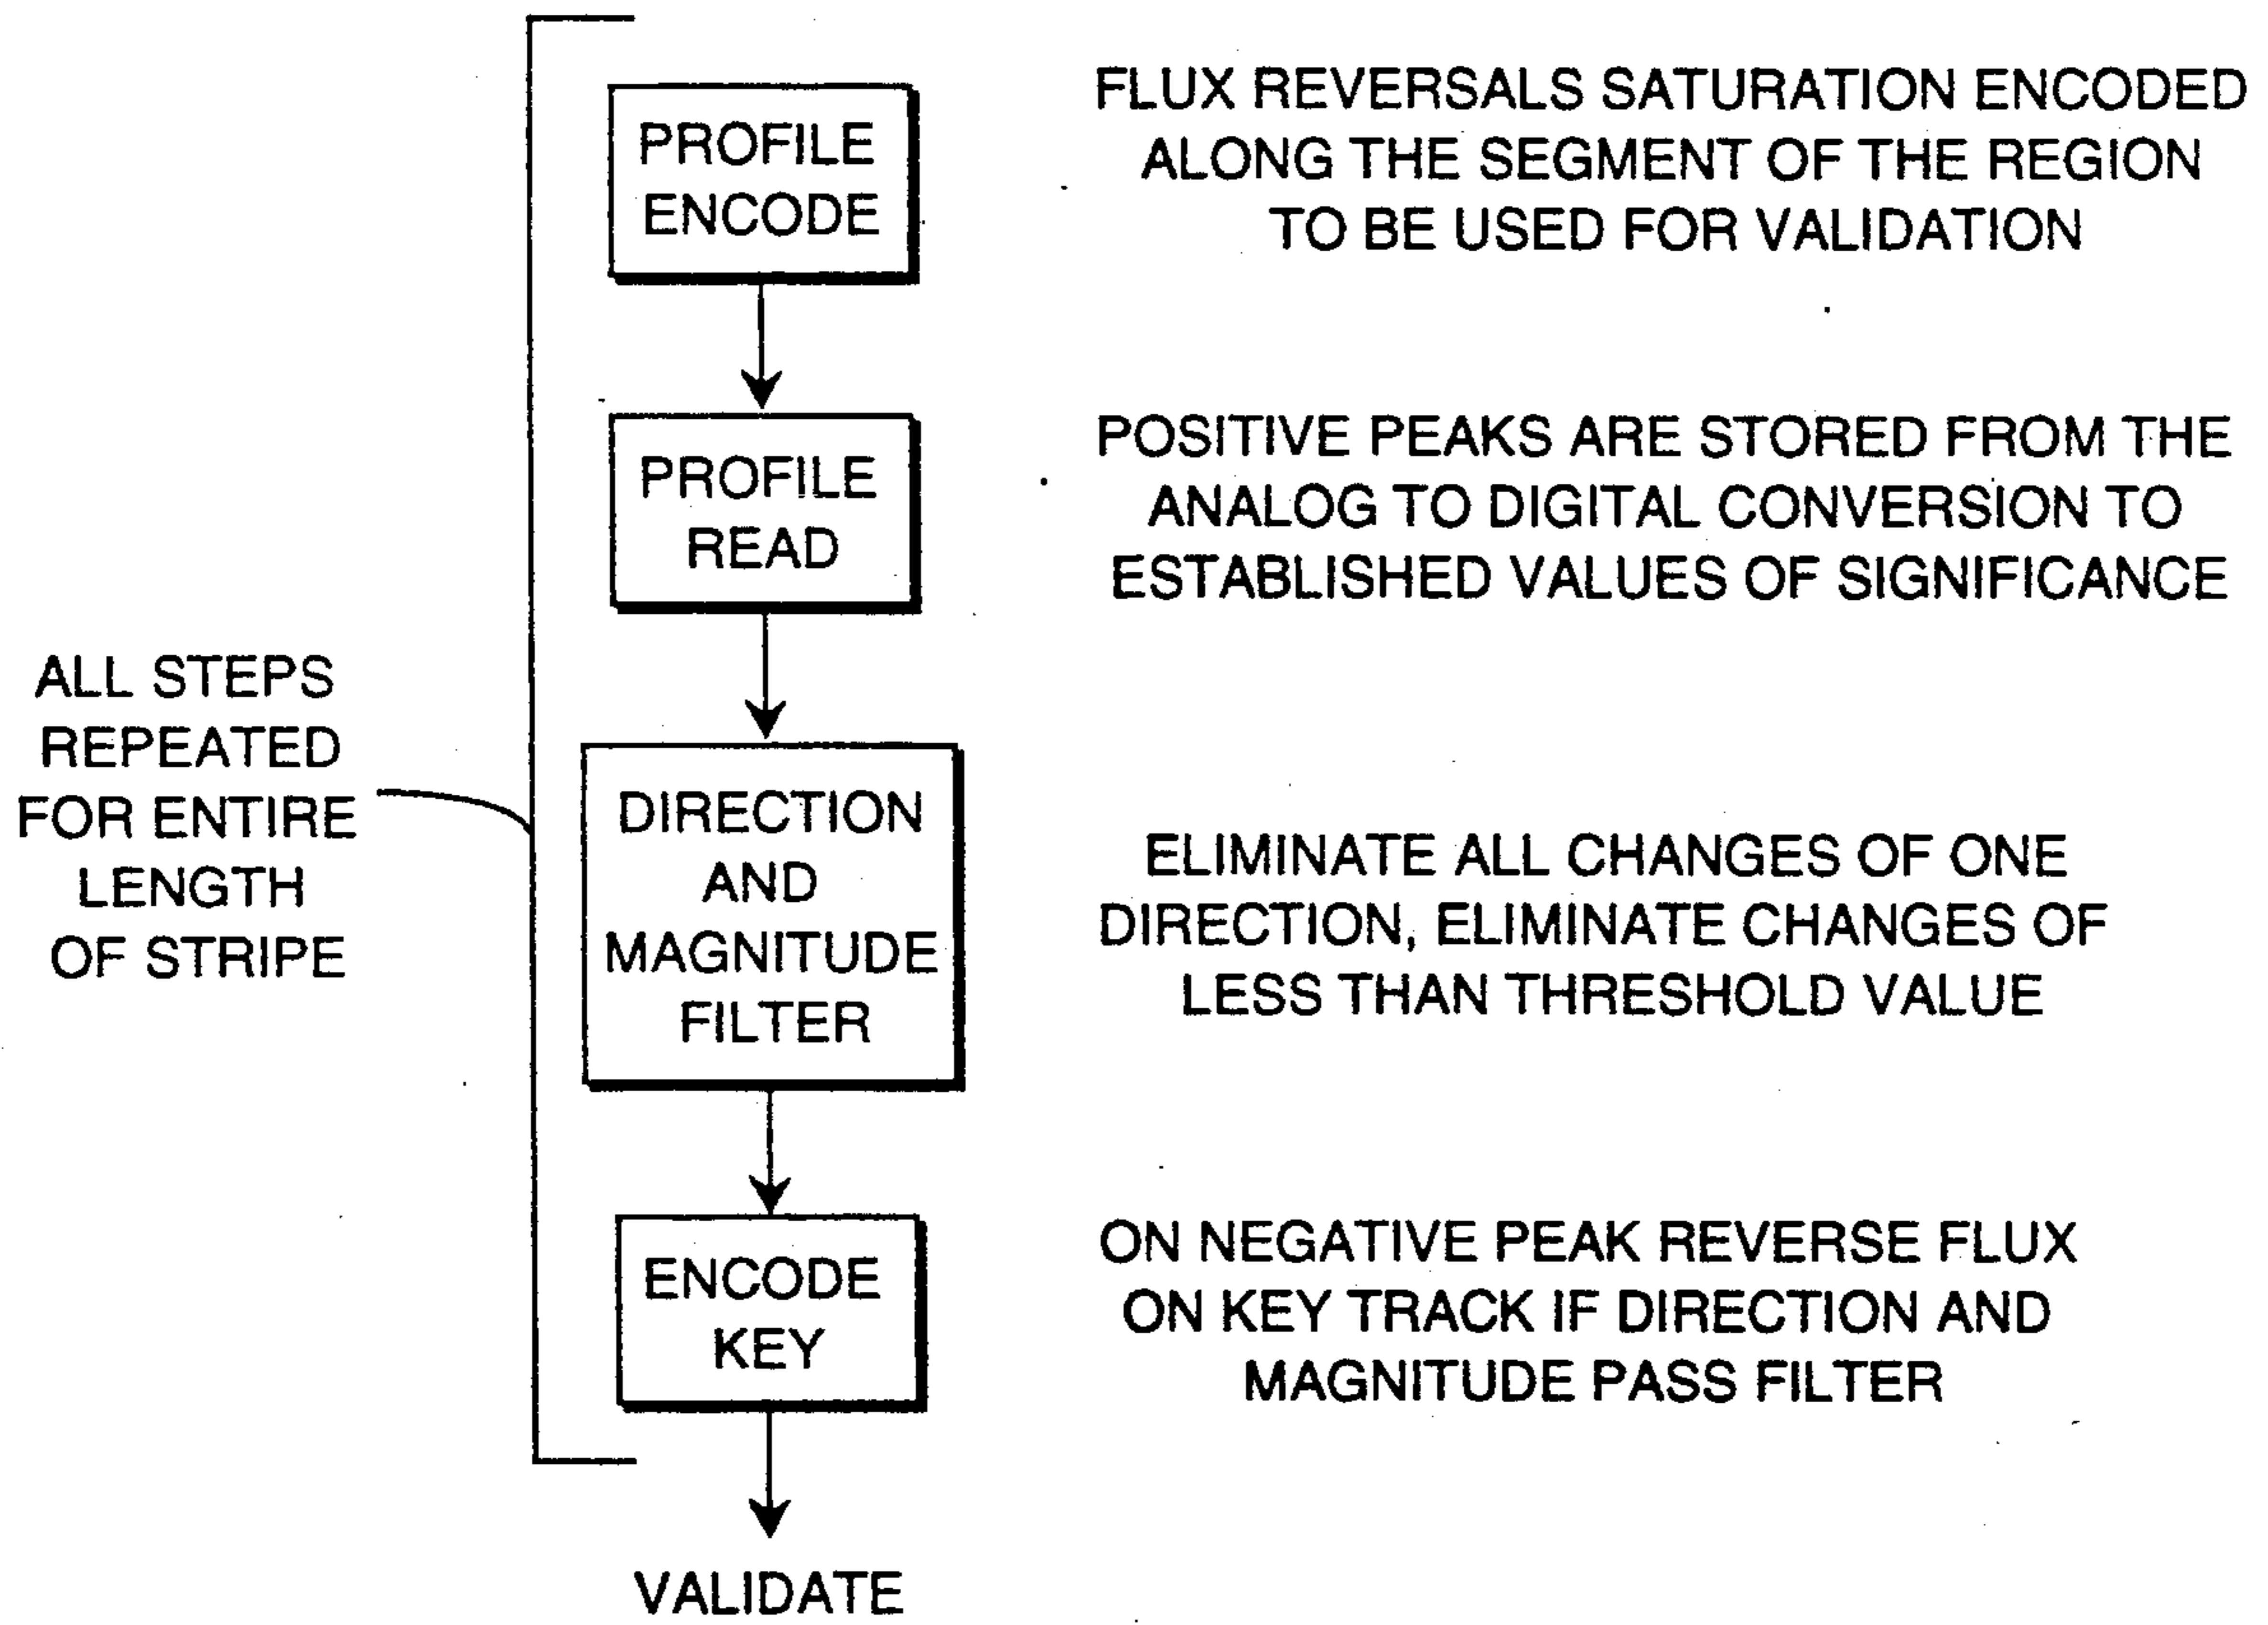 PROFILE
ENCODE
FLUX REVERSALS SATURATION ENCODED
ALONG THE SEGMENT OF THE REGION
TO BE USED FOR VALIDATION
PROFILE
READ
POSITIVE PEAKS ARE STORED FROM THE
ANALOG TO DIGITAL CONVERSION TO
ESTABLISHED VALUES OF SIGNIFICANCE
ALL STEPS
REPEATED
FOR ENTIRE
LENGTH
OF STRIPE
DIRECTION
AND
MAGNITUDE
FILTER
ELIMINATE ALL CHANGES OF ONE
DIRECTION, ELIMINATE CHANGES OF
LESS THAN THRESHOLD VALUE
ENCODE
KEY
ON NEGATIVE PEAK REVERSE FLUX
ON KEY TRACK IF DIRECTION AND
MAGNITUDE PASS FILTER
VALIDATE